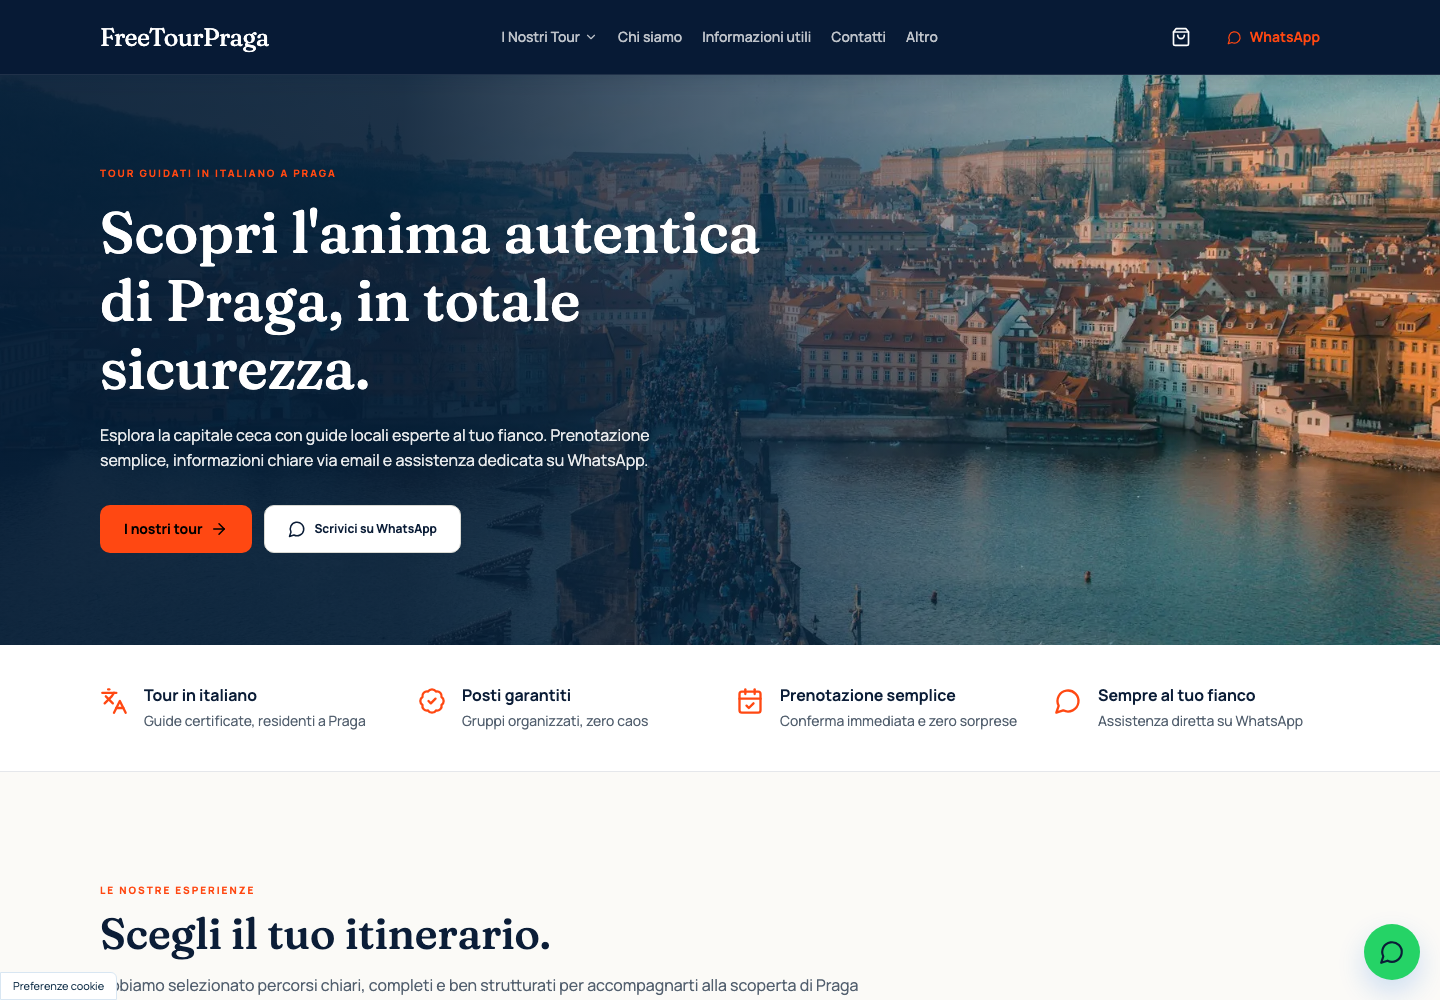 FreeTourPraga
I Nostri Tour
Chi siamo
Informazioni utili
Contatti
Altro
WhatsApp
TOUR GUIDATI IN ITALIANO A PRAGA
Scopri l'anima autentica
di Praga, in totale
sicurezza.
Esplora la capitale ceca con guide locali esperte al tuo fianco. Prenotazione
semplice, informazioni chiare via email e assistenza dedicata su WhatsApp.
I nostri tour
Scrivici su WhatsApp
Tour in italiano
Guide certificate, residenti a Praga
Posti garantiti
Gruppi organizzati, zero caos
Prenotazione semplice
Conferma immediata e zero sorprese
Sempre al tuo fianco
Assistenza diretta su WhatsApp
LE NOSTRE ESPERIENZE
Scegli il tuo itinerario.
selezionato percorsi chiari, completi e ben strutturati per accompagnarti alla scoperta di Praga
Preferenze cookie